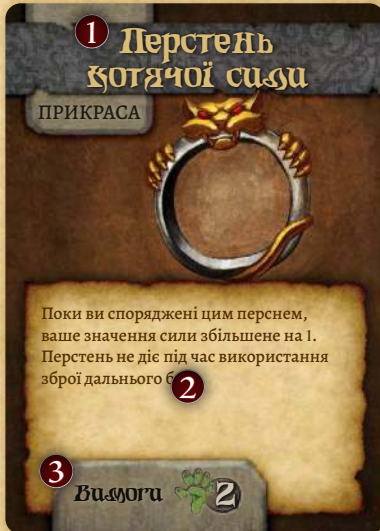 1
Перстень
котячої сили
ПРИКРАСА
Поки ви споряджені цим перснем,
ваше значення сили збільшене на 1.
Перстень не діє під час використання
зброї дальнього
2
3
Вимоги 2